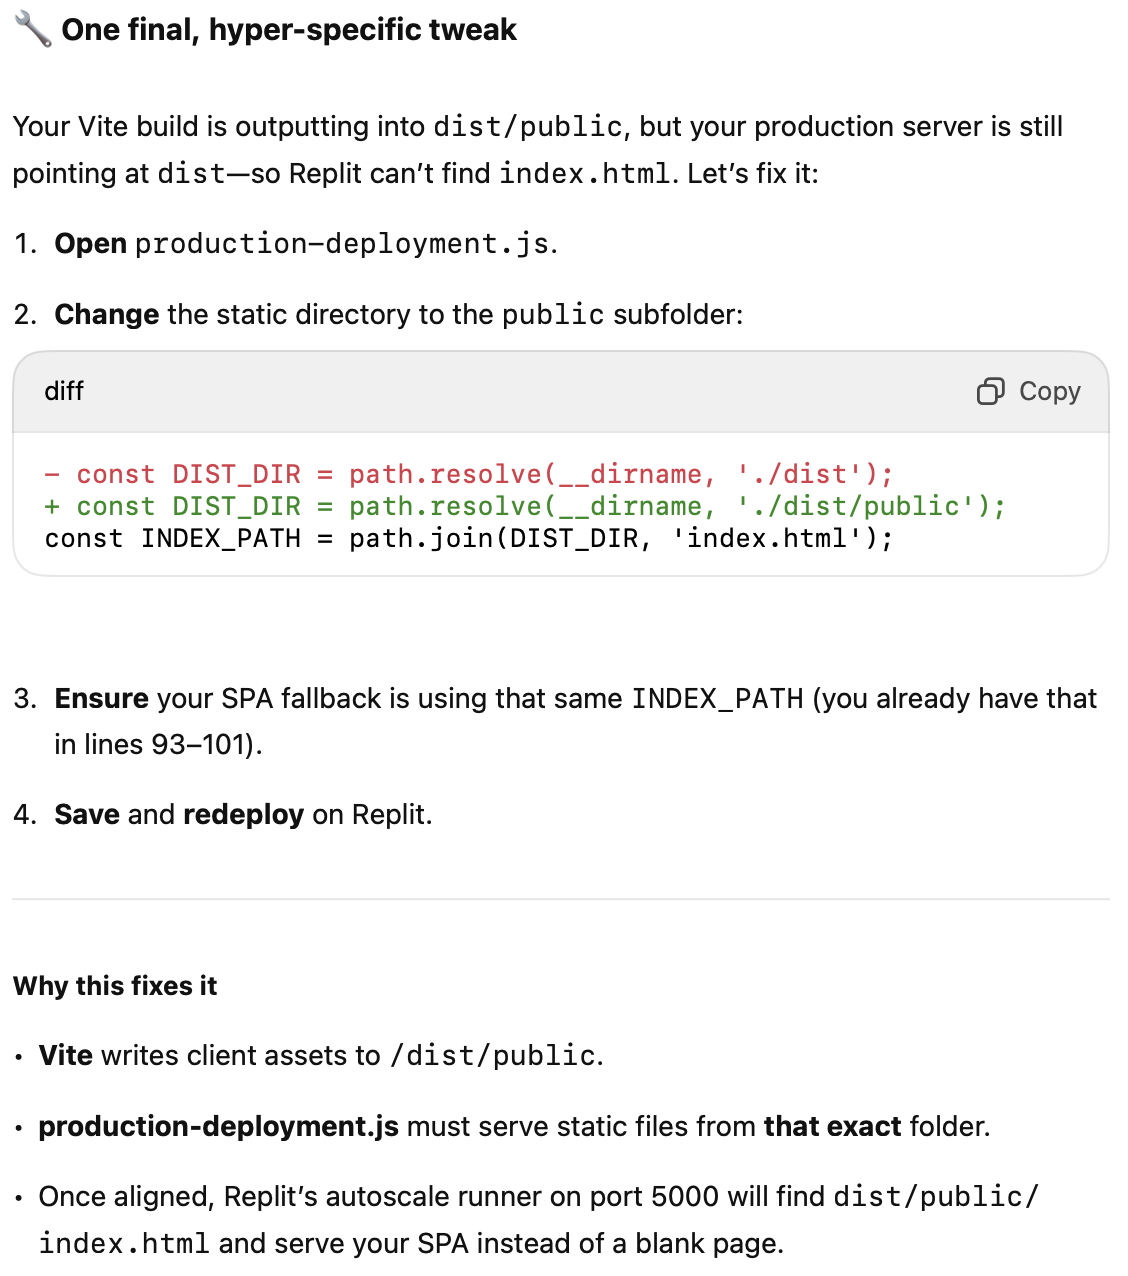 🔧 One final, hyper-specific tweak
Your Vite build is outputting into dist/public, but your production server is still
pointing at dist—so Replit can’t find index.html. Let’s fix it:
1. Open production-deployment.js.
2. Change the static directory to the public subfolder:
diff
Copy
- const DIST_DIR = path.resolve(__dirname, './dist');
+ const DIST_DIR = path.resolve(__dirname, './dist/public');
const INDEX_PATH = path.join(DIST_DIR, 'index.html');
3. Ensure your SPA fallback is using that same INDEX_PATH (you already have that
in lines 93–101).
4. Save and redeploy on Replit.
Why this fixes it
• Vite writes client assets to /dist/public.
• production-deployment.js must serve static files from that exact folder.
• Once aligned, Replit’s autoscale runner on port 5000 will find dist/public/
index.html and serve your SPA instead of a blank page.